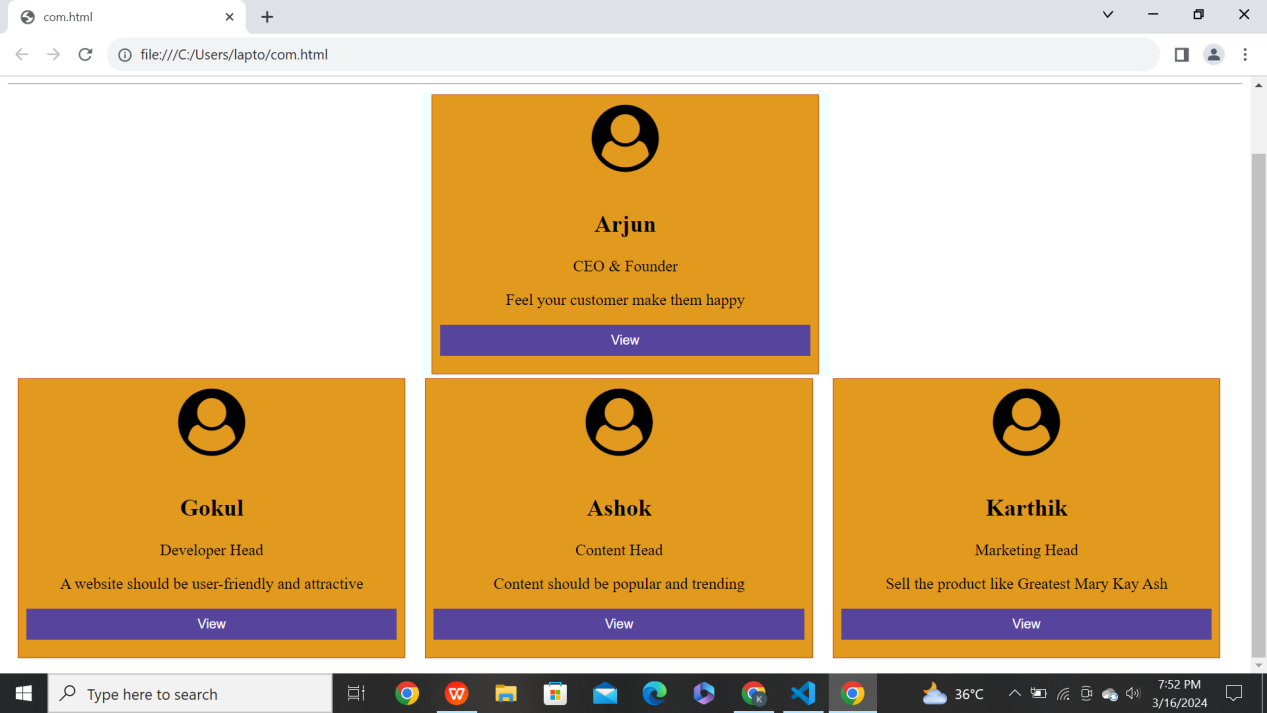 com.html
file:///C:/Users/lapto/com.html
Arjun
CEO & Founder
Feel your customer make them happy
View
Gokul
Developer Head
A website should be user-friendly and attractive
View
Ashok
Content Head
Content should be popular and trending
View
Karthik
Marketing Head
Sell the product like Greatest Mary Kay Ash
View
Type here to search
W
K
36°C
7:52 PM
3/16/2024